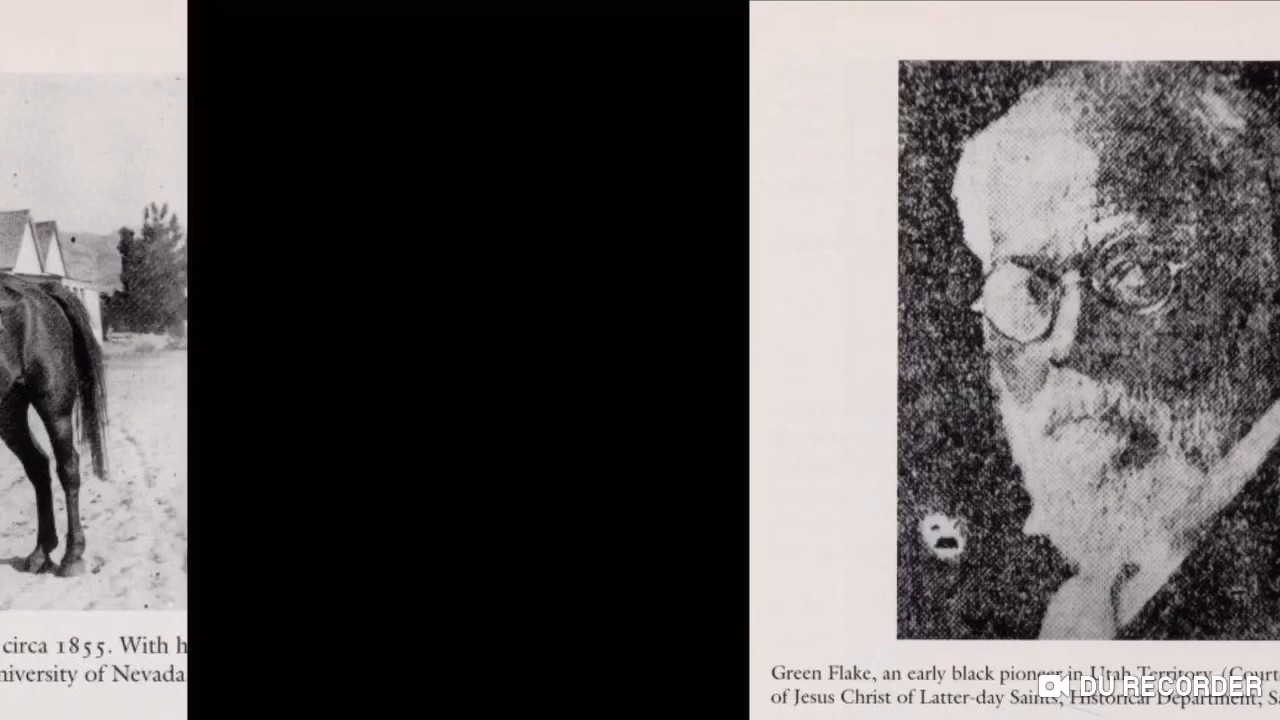 circa 1855. With h
niversity of Nevada
Green Flake, an early black pioneer in Utah Territory. (Court
of Jesus Christ of Latter-day Saints, Historical Department, Sa
DU RECORDER